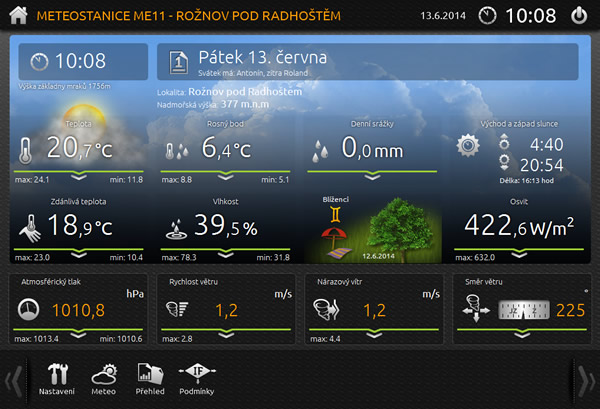 METEOSTANICE ME11 - ROŽNOV POD RADHOŠTĚM
13.6.2014
10:08
10:08
Výška základny mraků 1756m
1
Pátek 13. června
Svátek má: Antonín, zítra Roland
Lokalita: Rožnov pod Radhoštem
Nadmořská výška: 377 m.n.m
Teplota
20,7°C
max: 24.1 min: 11.8
Rosný bod
6,4°C
max: 8.8 min: 5.1
Denní srážky
0,0 mm
Východ a západ slunce
4:40
20:54
Délka: 16:13 hod
Zdánlivá teplota
18,9°C
max: 23.0 min: 10.4
Vlhkost
39,5%
max: 78.3 min: 31.8
Blíženci
12.6.2014
Osvit
422,6 W/m²
max: 632.0
Atmosférický tlak
hPa
1010,8
max: 1013.4 min: 1010.6
Rychlost větru
m/s
1,2
max: 2.8
Nárazový vítr
m/s
1,2
max: 4.4
Směr větru
°
JZ Z
225
Nastavení
Meteo
Přehled
IF
Podmínky